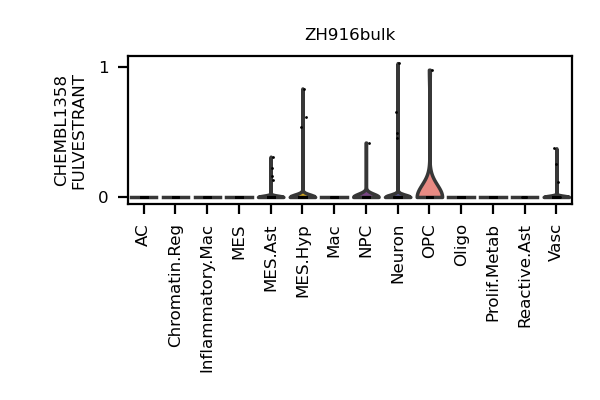 ZH916bulk
CHEMBL1358
FULVESTRANT
1
0
AC
Chromatin.Reg
Inflammatory.Mac
MES
MES.Ast
MES.Hyp
Mac
NPC
Neuron
OPC
Oligo
Prolif.Metab
Reactive.Ast
Vasc